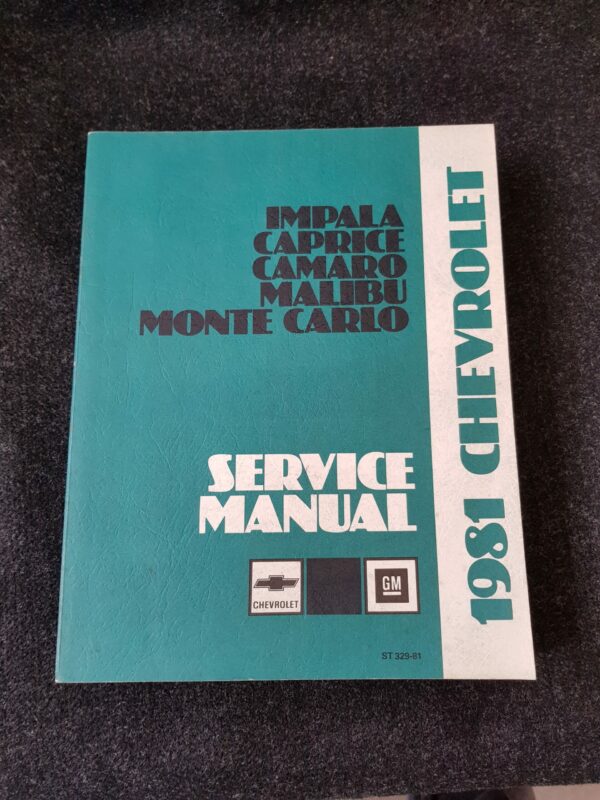 IMPALA
CAPRICE
CAMARO
MALIBU
MONTE CARLO
SERVICE
MANUAL
CHEVROLET
GM
ST 329-81
1981 CHEVROLET